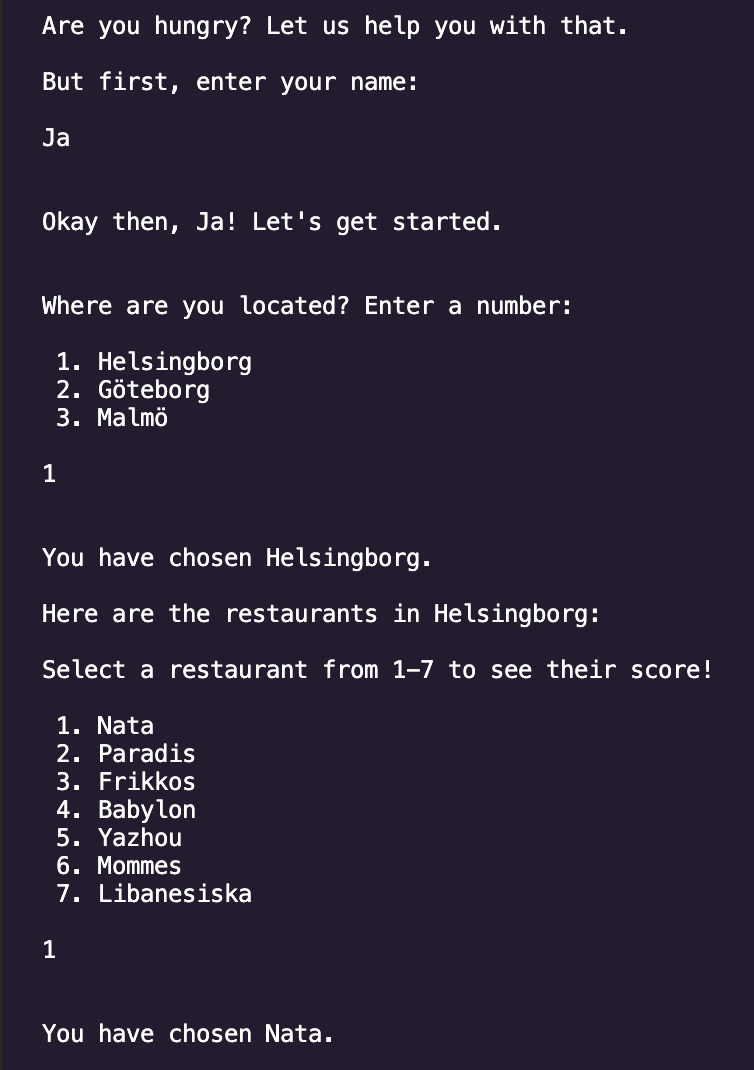 Are you hungry? Let us help you with that.
But first, enter your name:
Ja
Okay then, Ja! Let's get started.
Where are you located? Enter a number:
1. Helsingborg
2. Göteborg
3. Malmö
1
You have chosen Helsingborg.
Here are the restaurants in Helsingborg:
Select a restaurant from 1-7 to see their score!
1. Nata
2. Paradis
3. Frikkos
4. Babylon
5. Yazhou
6. Mommes
7. Libanesiska
1
You have chosen Nata.